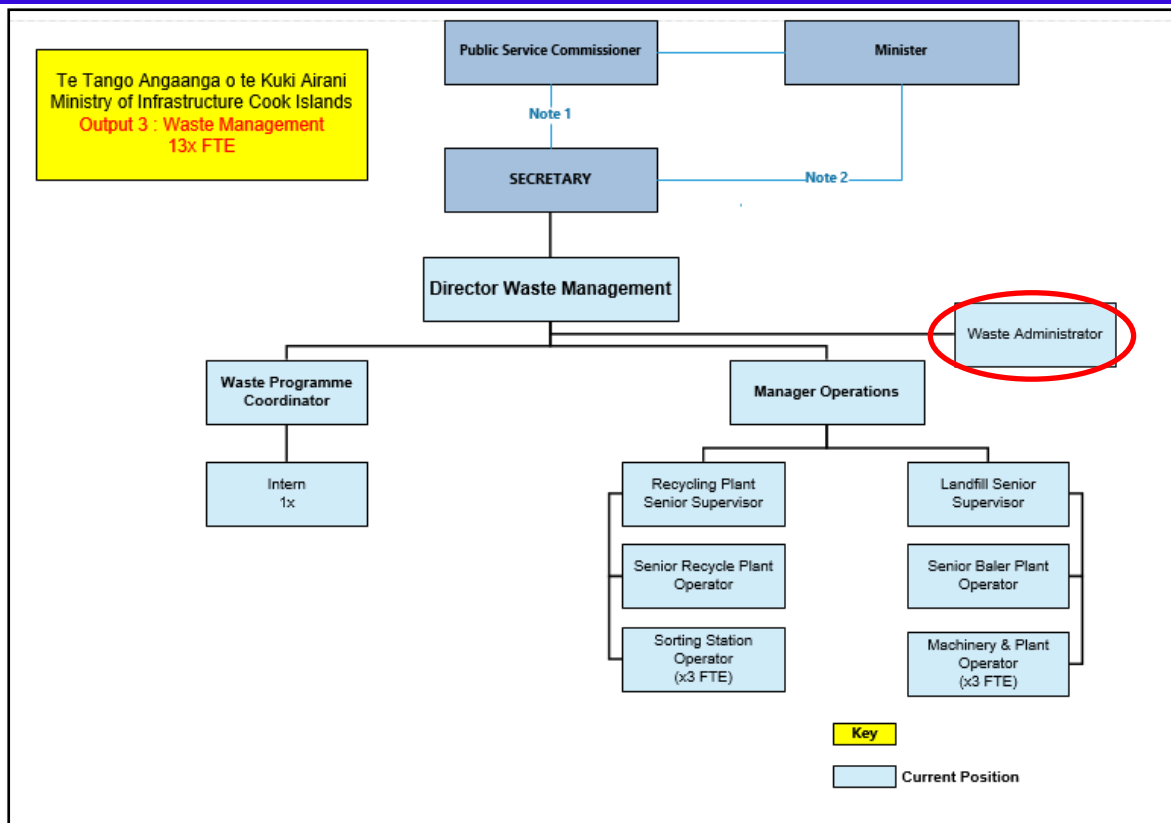 Public Service Commissioner
Minister
Te Tango Angaanga o te Kuki Airani
Ministry of Infrastructure Cook Islands
Output 3 : Waste Management
13x FTE
Note 1
SECRETARY
Note 2
Director Waste Management
Waste Administrator
Waste Programme
Coordinator
Manager Operations
Intern
1x
Recycling Plant
Senior Supervisor
Landfill Senior
Supervisor
Senior Recycle Plant
Operator
Senior Baler Plant
Operator
Sorting Station
Operator
(x3 FTE)
Machinery & Plant
Operator
(x3 FTE)
Key
Current Position